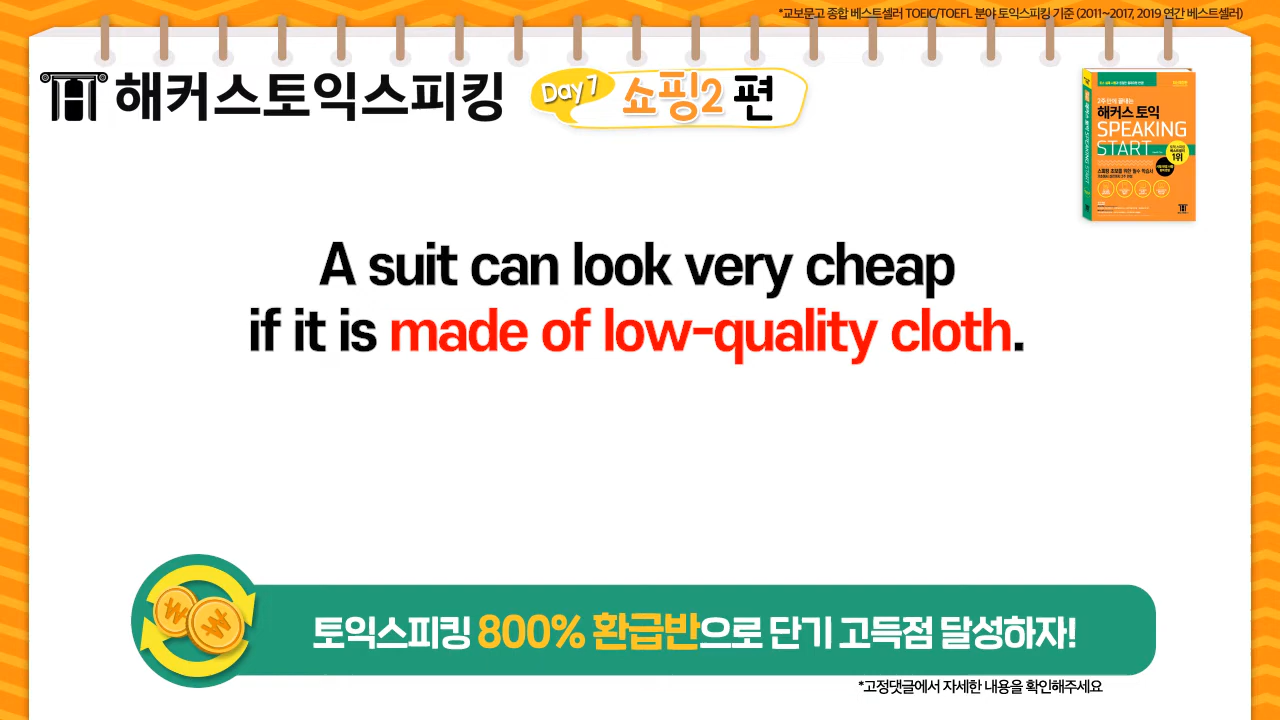 *교보문고 종합 베스트셀러 TOEIC/TOEFL 분야 토익스피킹 기준 (2011~2017, 2019 연간 베스트셀러)
해커스토익스피킹 Day 7 쇼핑2 편
해커스 토익
SPEAKING
START
1위
A suit can look very cheap
if it is made of low-quality cloth.
토익스피킹 800% 환급반으로 단기 고득점 달성하자!
*고정댓글에서 자세한 내용을 확인해주세요